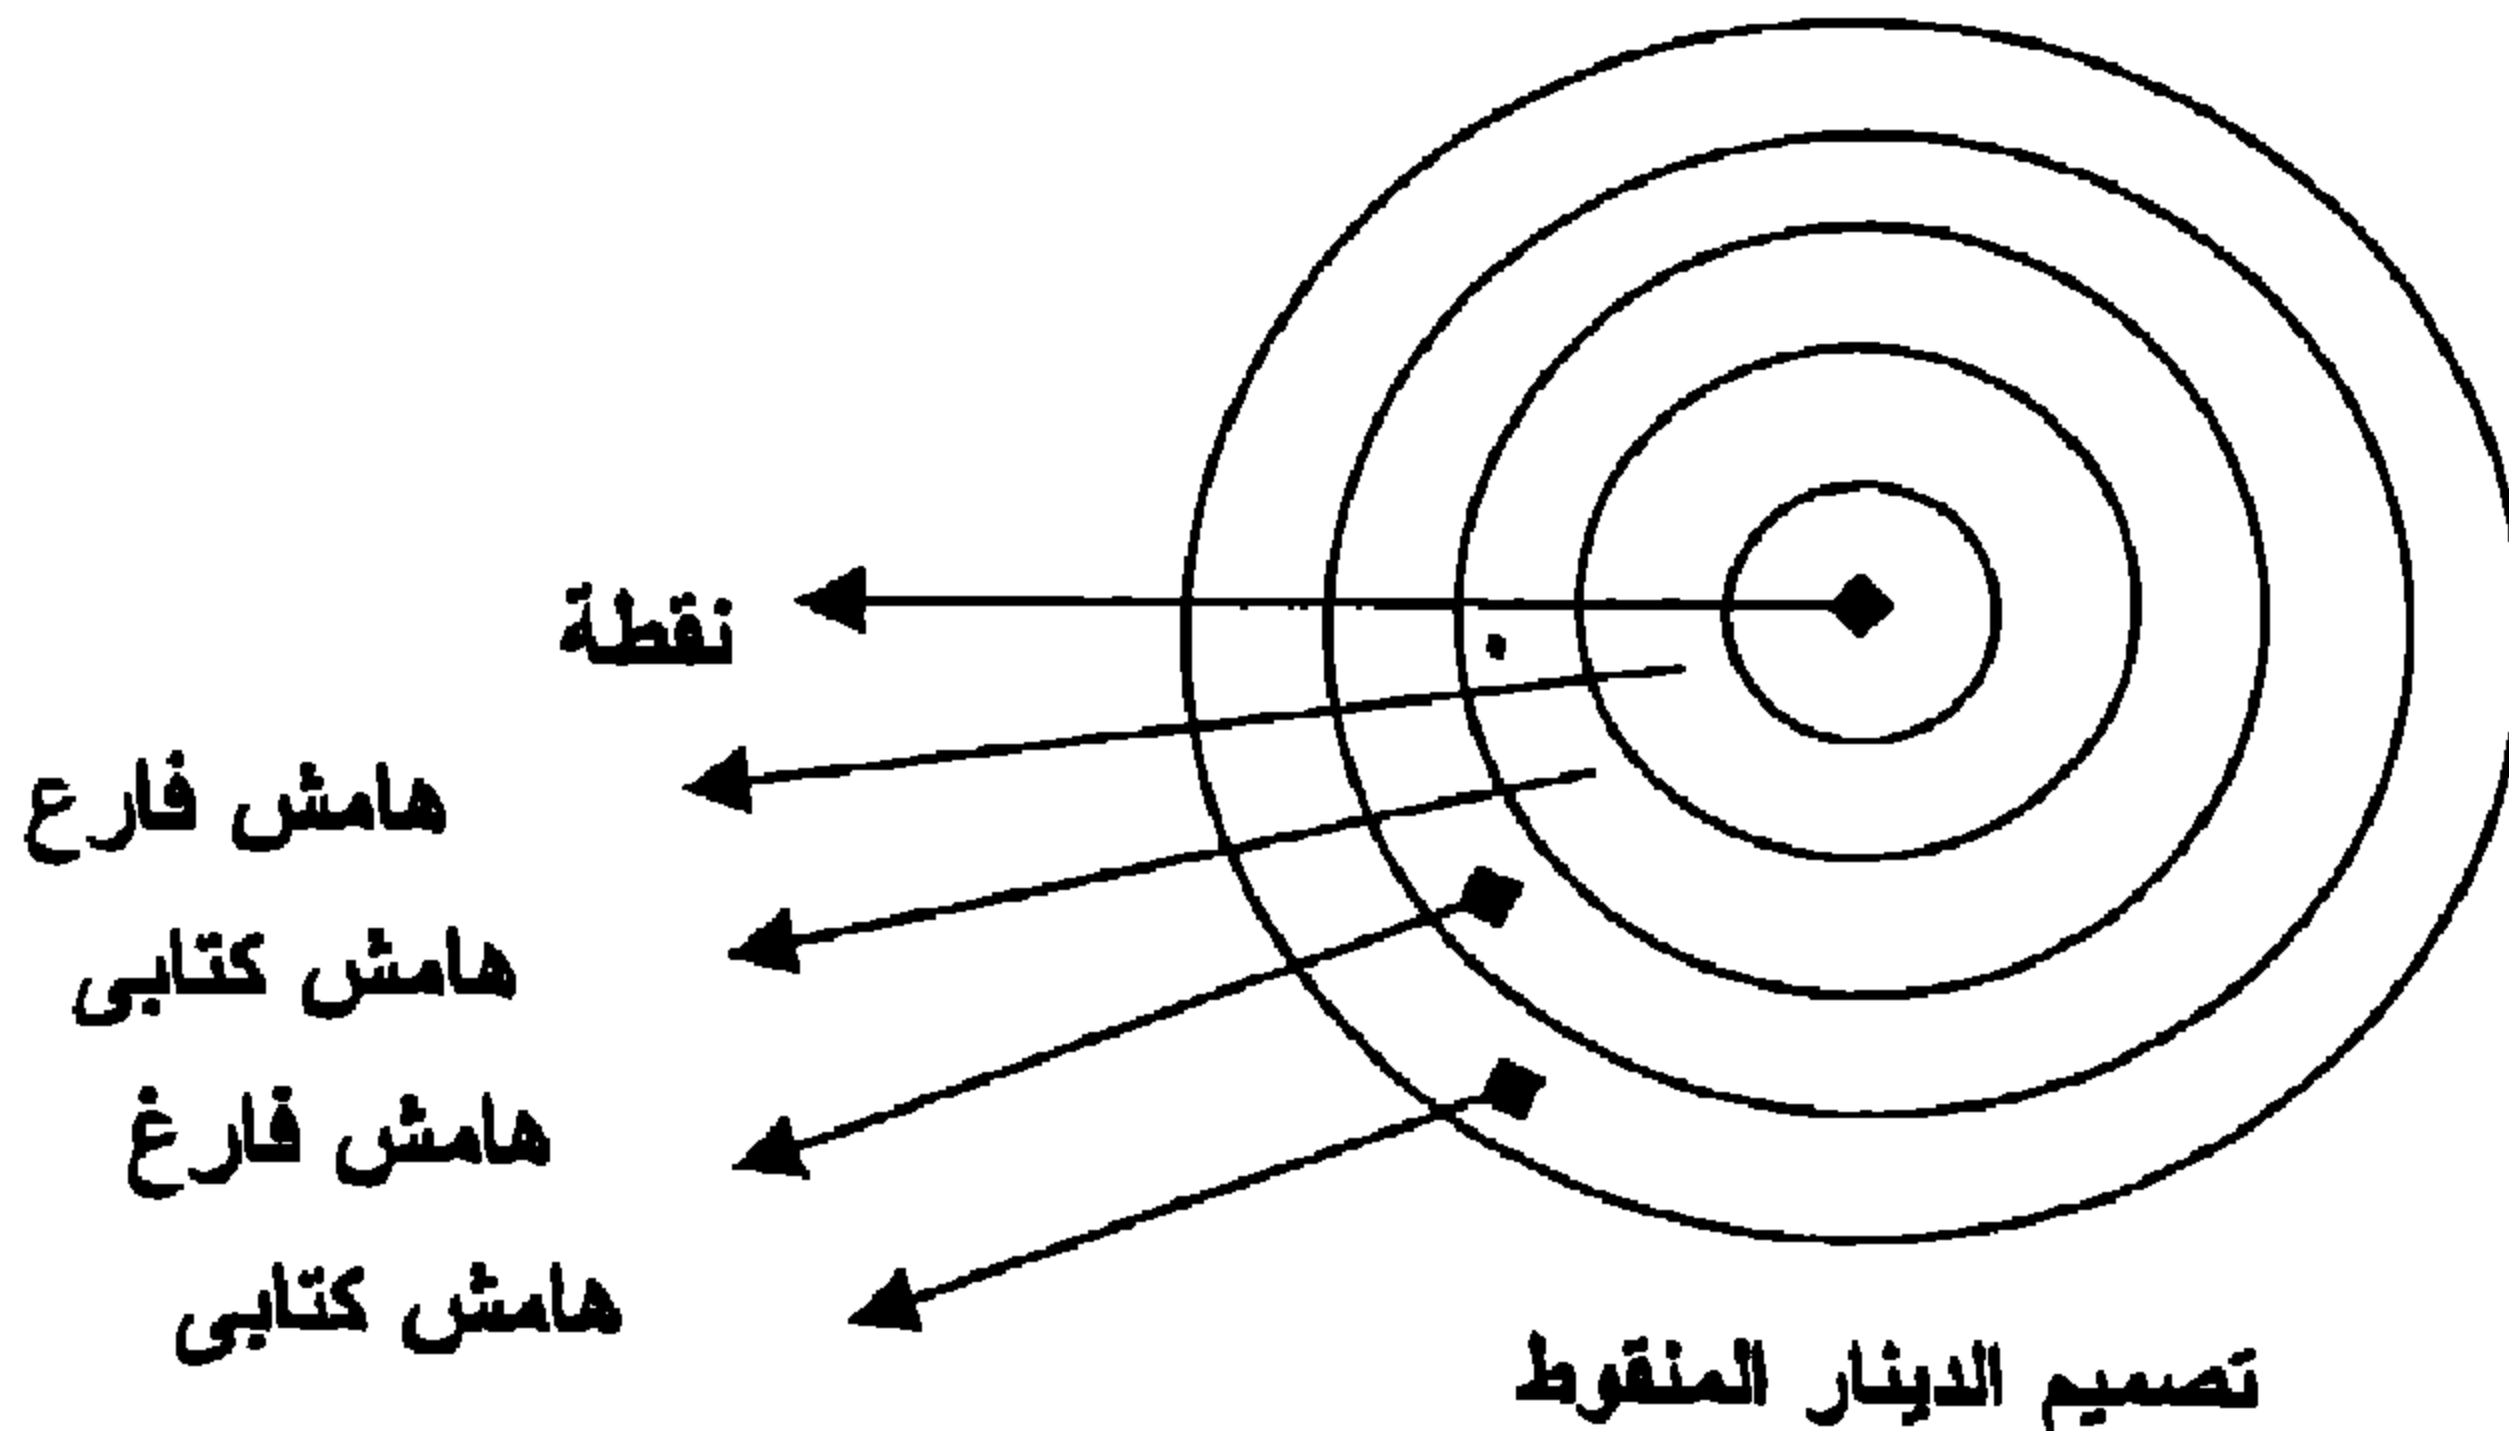 نقطة
هامش فارع
هامش كتابى
هامش فارغ
هامش كتابى
تصميم الدينار المنقوط